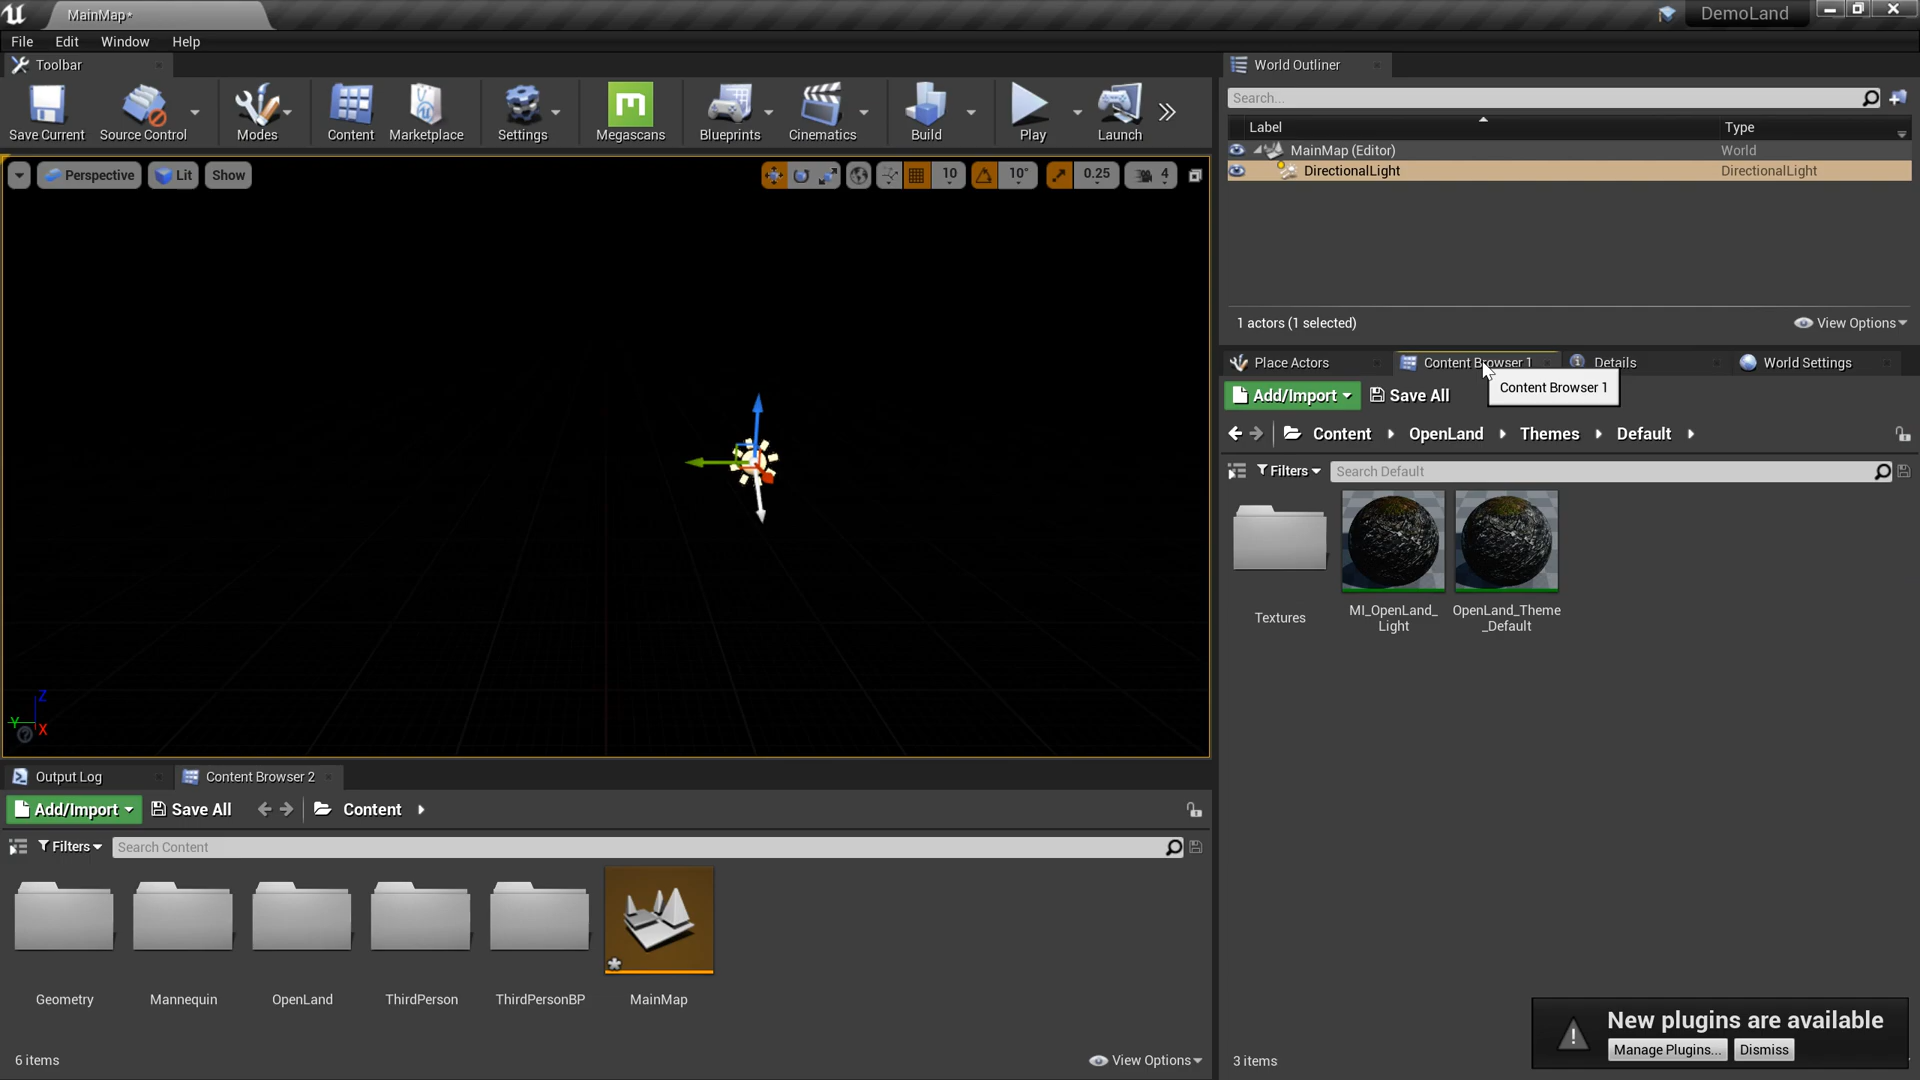 MainMap*
DemoLand
File Edit Window Help
Toolbar
World Outliner
Save Current
Source Control
Modes
Content
Marketplace
Settings
Megascans
Blueprints
Cinematics
Build
Play
Launch
Search...
Label Type
MainMap (Editor) World
DirectionalLight DirectionalLight
1 actors (1 selected)
View Options
Perspective Lit Show
10 10° 0.25 4
Z
Y
X
Place Actors
Content Browser 1
Details
World Settings
Content Browser 1
Add/Import Save All
Content OpenLand Themes Default
Filters Search Default
Textures
MI_OpenLand_
Light
OpenLand_Theme
_Default
3 items
Output Log
Content Browser 2
Add/Import Save All Content
Filters Search Content
Geometry
Mannequin
OpenLand
ThirdPerson
ThirdPersonBP
MainMap
6 items
View Options
New plugins are available
Manage Plugins... Dismiss